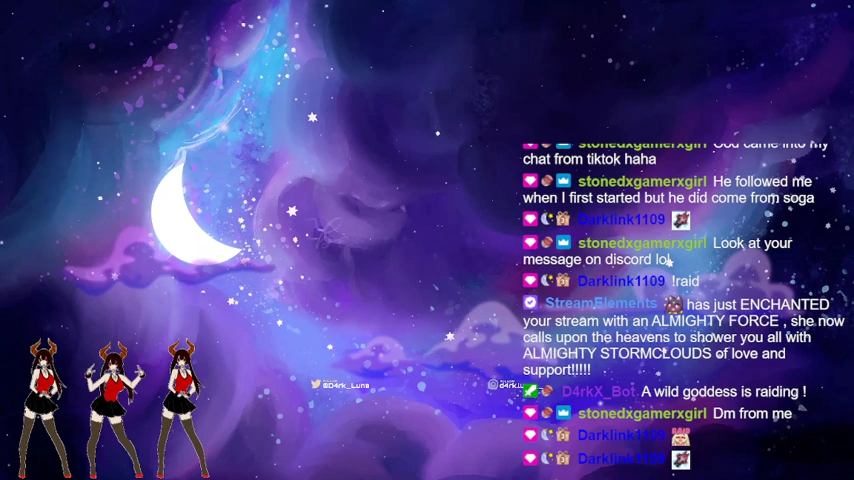 stonedxgamerxgirl God came into my
chat from tiktok haha
stonedxgamerxgirl He followed me
when I first started but he did come from soga
Darklink1109
stonedxgamerxgirl Look at your
message on discord lol
Darklink1109 !raid
StreamElements has just ENCHANTED
your stream with an ALMIGHTY FORCE , she now
calls upon the heavens to shower you all with
ALMIGHTY STORMCLOUDS of love and
support!!!!!
@D4rk_Luna
D4rkX_Bot A wild goddess is raiding !
stonedxgamerxgirl Dm from me
Darklink1109 RAID
Darklink1109